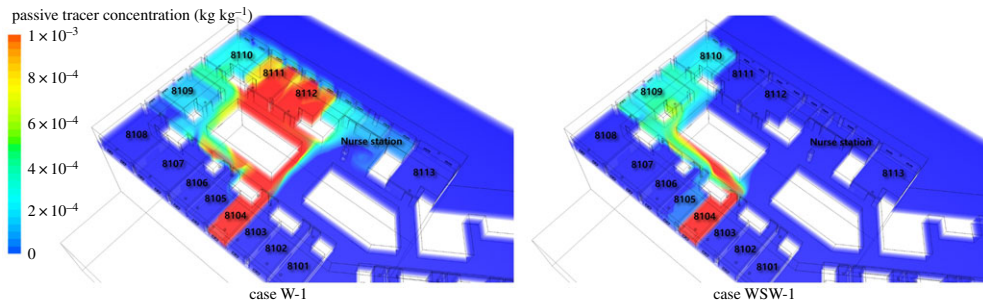 passive tracer concentration (kg kg⁻¹)
1 × 10⁻³
8 × 10⁻⁴
6 × 10⁻⁴
4 × 10⁻⁴
2 × 10⁻⁴
0
8110
8111
8109
8112
8108
Nurse station
8107
8113
8106
8105
8104
8103
8102
8101
case W-1
8110
8111
8109
8112
8108
Nurse station
8107
8113
8106
8105
8104
8103
8102
8101
case WSW-1